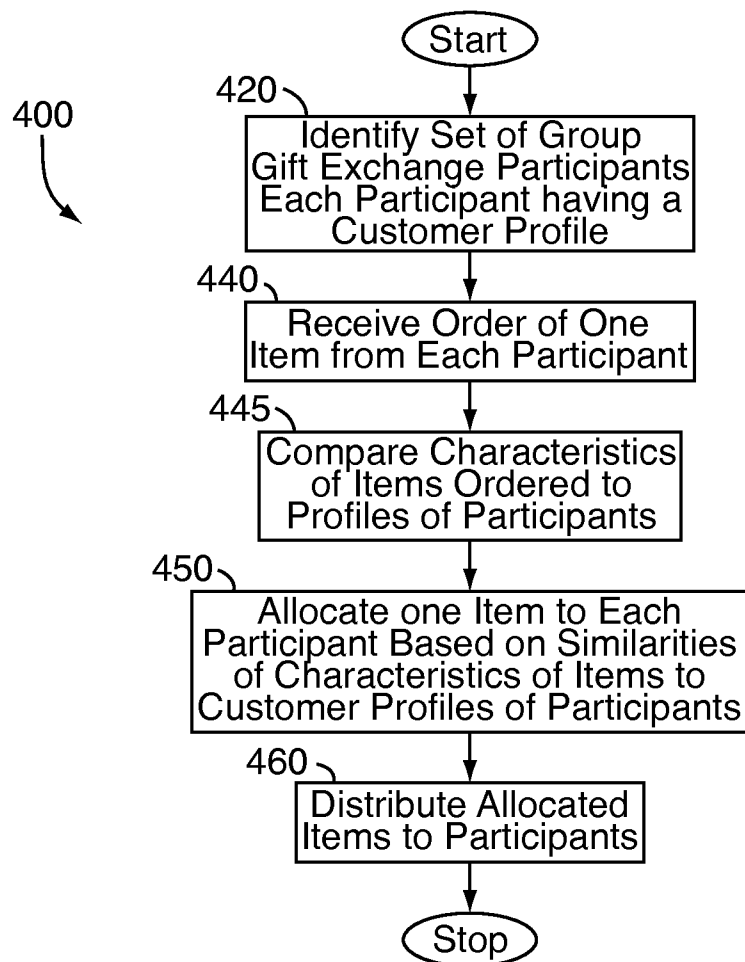 Start
400
420
Identify Set of Group
Gift Exchange Participants
Each Participant having a
Customer Profile
440
Receive Order of One
Item from Each Participant
445
Compare Characteristics
of Items Ordered to
Profiles of Participants
450
Allocate one Item to Each
Participant Based on Similarities
of Characteristics of Items to
Customer Profiles of Participants
460
Distribute Allocated
Items to Participants
Stop